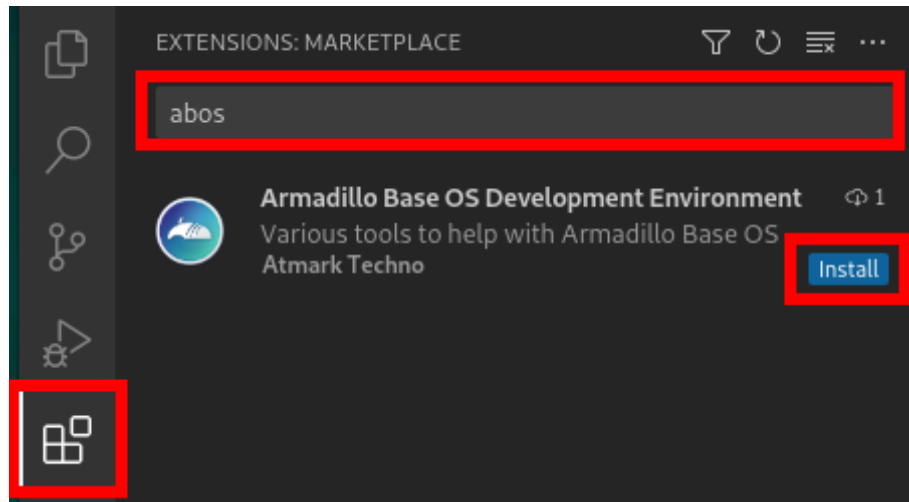 EXTENSIONS: MARKETPLACE
abos
Armadillo Base OS Development Environment 1
Various tools to help with Armadillo Base OS
Atmark Techno
Install